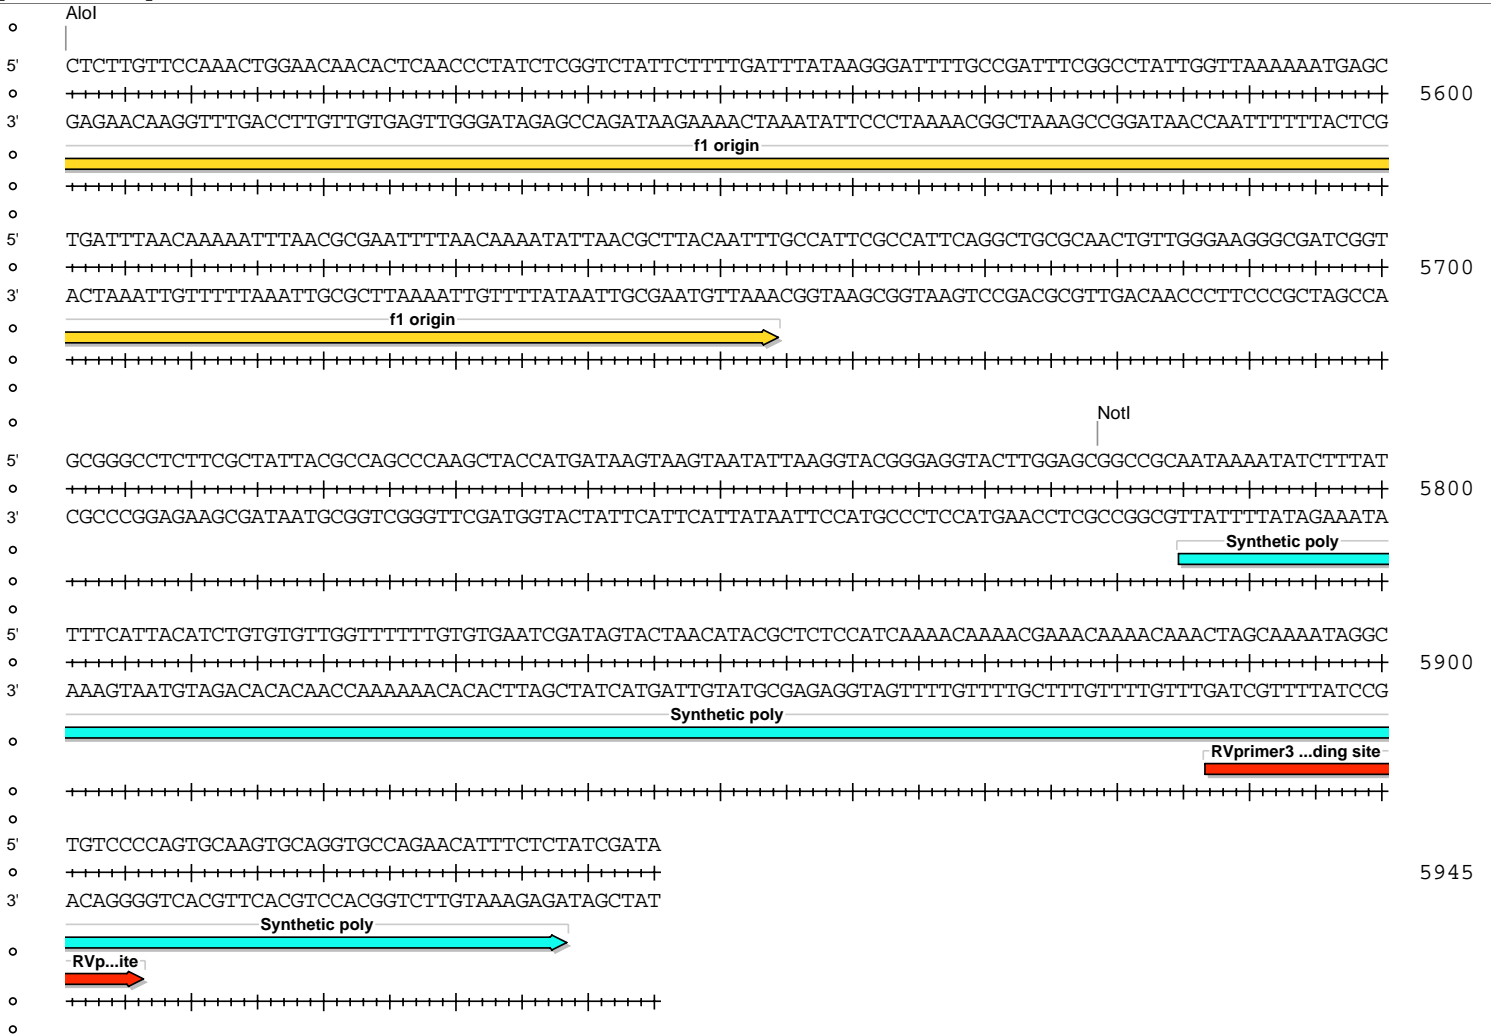 AloI
5' CTCTTGTTCCAAACTGGAACAACACTCAACCCTATCTCGGTCTATTCTTTTGATTTATAAGGGATTTTGCCGATTTCGGCCTATTGGTTAAAAAATGAGC
5600
3' GAGAACAAGGTTTGACCTTGTTGTGAGTTGGGATAGAGCCAGATAAGAAAACTAAATATTCCCTAAAACGGCTAAAGCCGGATAACCAATTTTTTACTCG
f1 origin
5' TGATTTAACAAAAATTTAACGCGAATTTTAACAAAATATTAACGCTTACAATTTGCCATTCGCCATTCAGGCTGCGCAACTGTTGGGAAGGGCGATCGGT
5700
3' ACTAAATTGTTTTTAAATTGCGCTTAAAATTGTTTTATAATTGCGAATGTTAAACGGTAAGCGGTAAGTCCGACGCGTTGACAACCCTTCCCGCTAGCCA
f1 origin
NotI
5' GCGGGCCTCTTCGCTATTACGCCAGCCCAAGCTACCATGATAAGTAAGTAATATTAAGGTACGGGAGGTACTTGGAGCGGCCGCAATAAAATATCTTTAT
5800
3' CGCCCGGAGAAGCGATAATGCGGTCGGGTTCGATGGTACTATTCATTCATTATAATTCCATGCCCTCCATGAACCTCGCCGGCGTTATTTTATAGAAATA
Synthetic poly
5' TTTCATTACATCTGTGTGTTGGTTTTTTGTGTGAATCGATAGTACTAACATACGCTCTCCATCAAAACAAAACGAAACAAAACAAACTAGCAAAATAGGC
5900
3' AAAGTAATGTAGACACACAACCAAAAAACACACTTAGCTATCATGATTGTATGCGAGAGGTAGTTTTGTTTTGCTTTGTTTTGTTTGATCGTTTTATCCG
Synthetic poly
RVprimer3 ...ding site
5' TGTCCCCAGTGCAAGTGCAGGTGCCAGAACATTTCTCTATCGATA
5945
3' ACAGGGGTCACGTTCACGTCCACGGTCTTGTAAAGAGATAGCTAT
Synthetic poly
RVp...ite